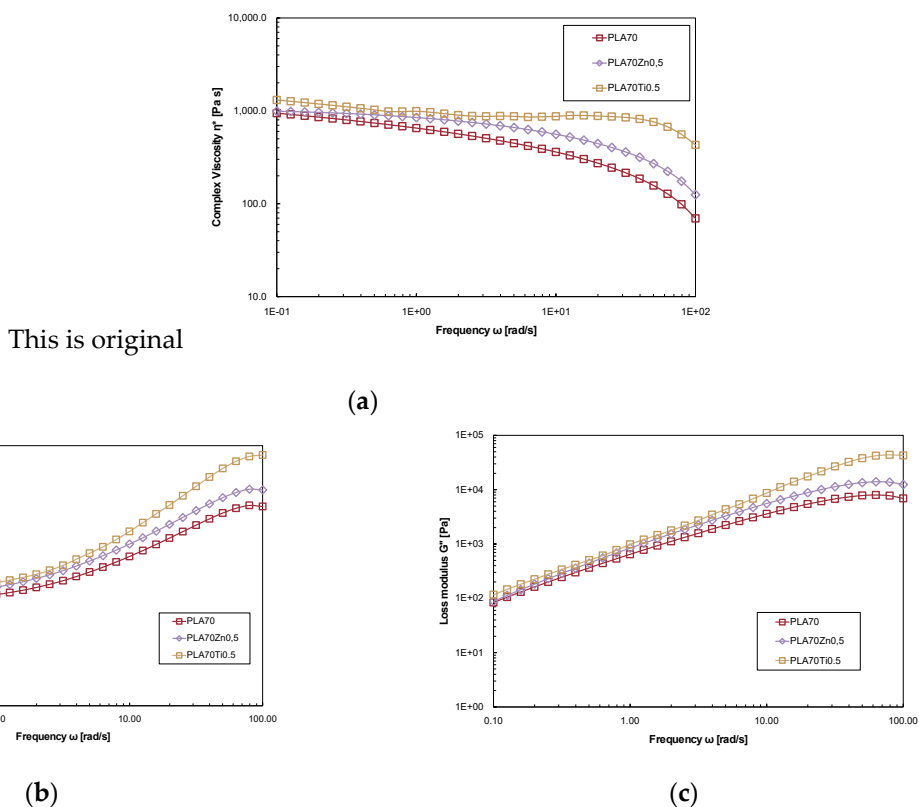 10,000.0
1,000.0
100.0
10.0
Complex Viscosity η* [Pa s]
PLA70
PLA70Zn0,5
PLA70Ti0.5
1E-01 1E+00 1E+01 1E+02
Frequency ω [rad/s]
This is original
(a)
PLA70
PLA70Zn0,5
PLA70Ti0.5
10.00 100.00
Frequency ω [rad/s]
(b)
1E+05
1E+04
1E+03
1E+02
1E+01
1E+00
Loss modulus G" [Pa]
PLA70
PLA70Zn0,5
PLA70Ti0.5
0.10 1.00 10.00 100.00
Frequency ω [rad/s]
(c)